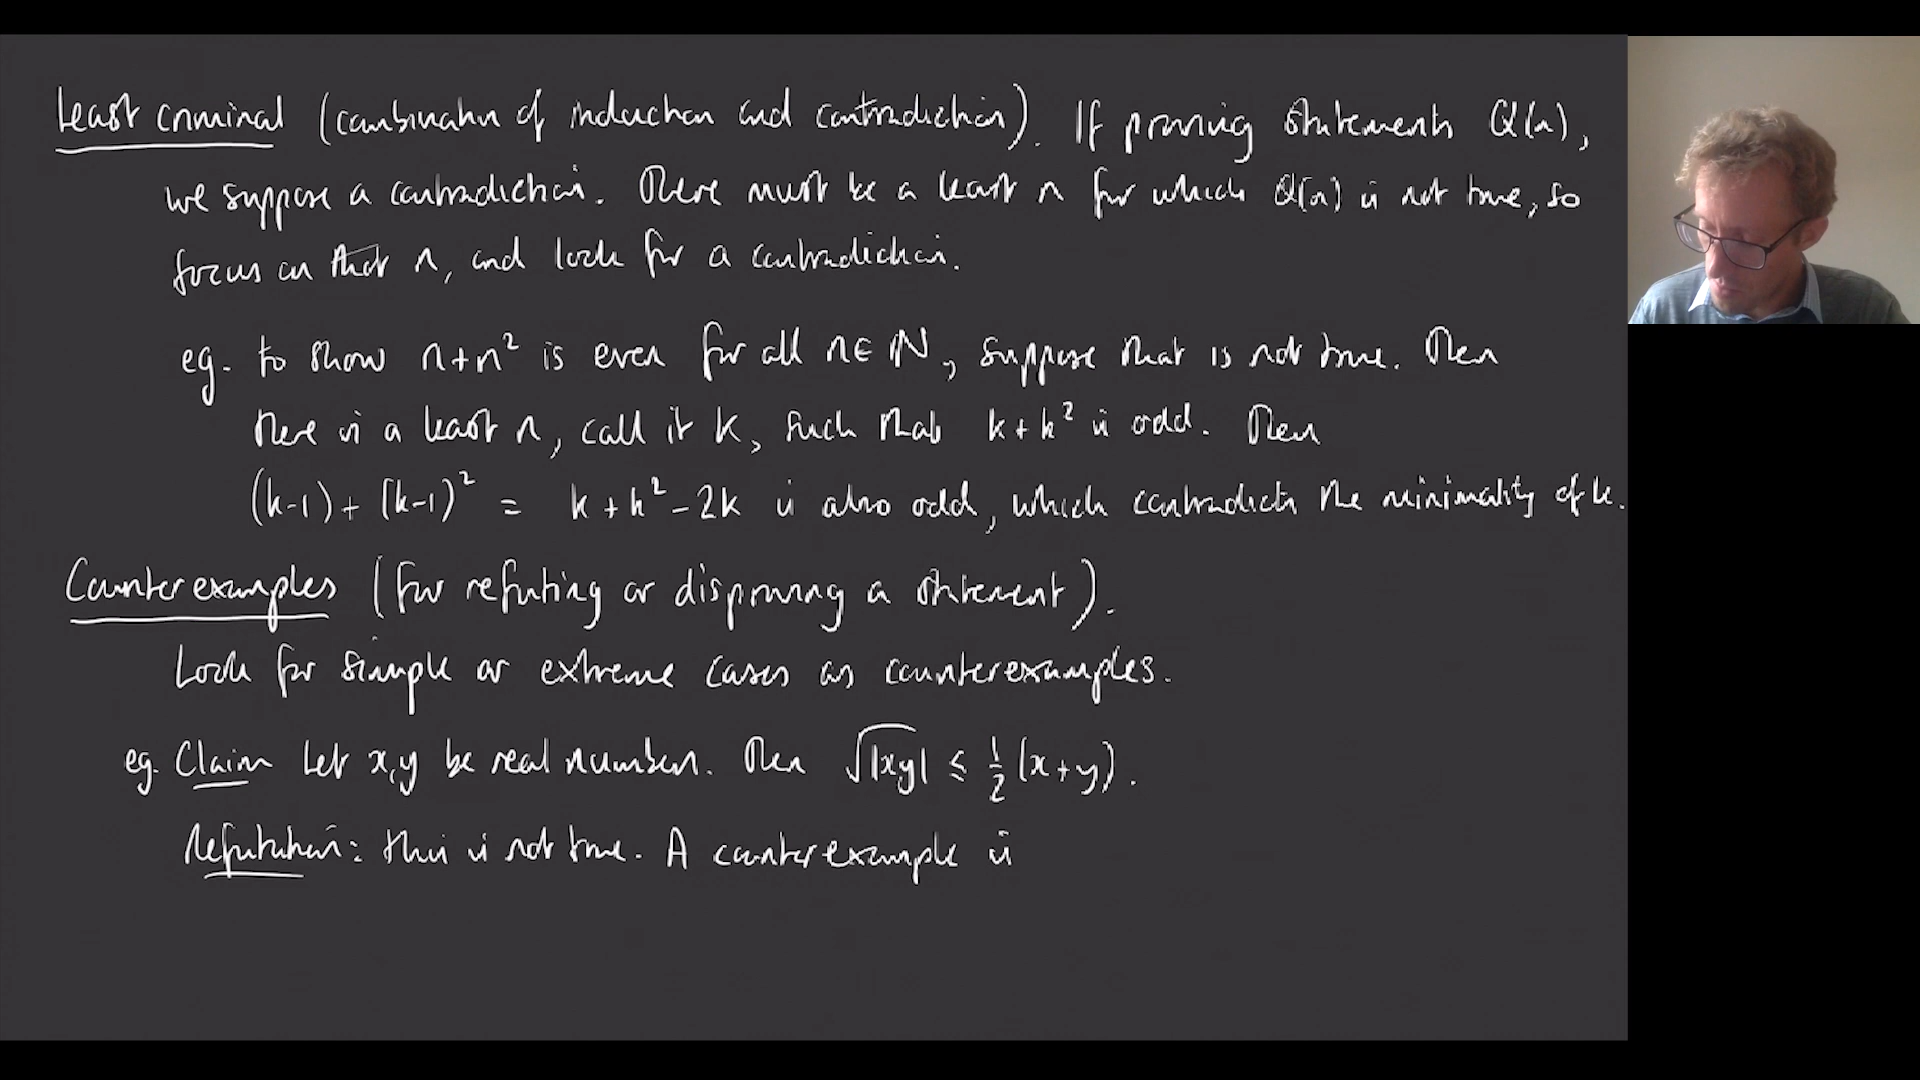 Least criminal (combination of induction and contradiction). If proving statements Q(n),
we suppose a contradiction. There must be a least n for which Q(n) is not true, so
focus on that n, and look for a contradiction.
eg. to show n+n² is even for all n∈ℕ, suppose that is not true. Then
there is a least n, call it k, such that k+k² is odd. Then
(k-1)+(k-1)² = k+k²-2k is also odd, which contradicts the minimality of k.
Counterexamples (for refuting or disproving a statement).
Look for simple or extreme cases as counterexamples.
eg. Claim Let x,y be real numbers. Then √|xy| ≤ ½(x+y).
Refutation: this is not true. A counterexample is